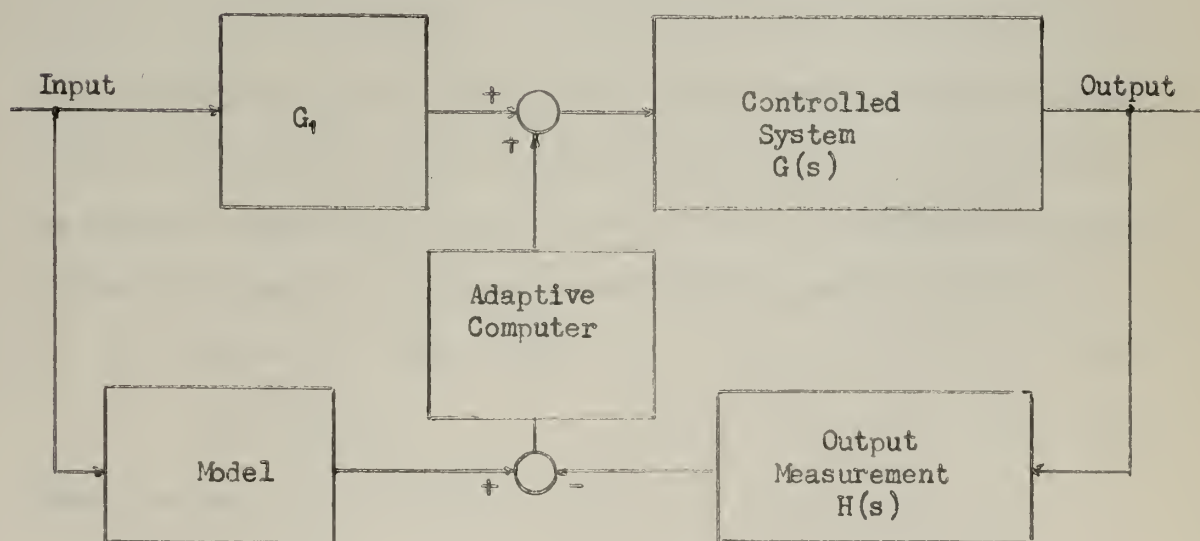 Input
G₁
+
+
Controlled
System
G(s)
Output
Adaptive
Computer
Model
+
-
Output
Measurement
H(s)